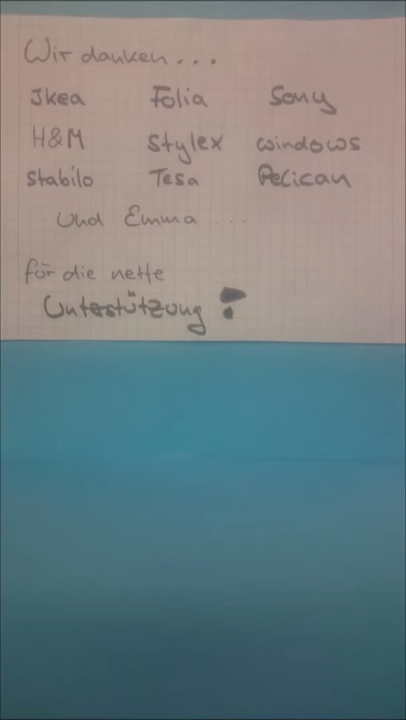 Wir danken...
Ikea Folia Sony
H&M Stylex windows
Stabilo Tesa Pelican
und Emma ...
für die nette
Unterstützung!